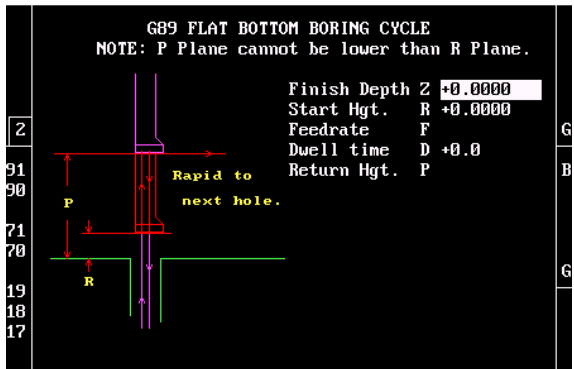 G89 FLAT BOTTOM BORING CYCLE
NOTE: P Plane cannot be lower than R Plane.
Finish Depth Z +0.0000
Start Hgt. R +0.0000
Feedrate F
Dwell time D +0.0
Return Hgt. P
2
G
91
90
B
Rapid to
next hole.
P
71
70
R
G
19
18
17